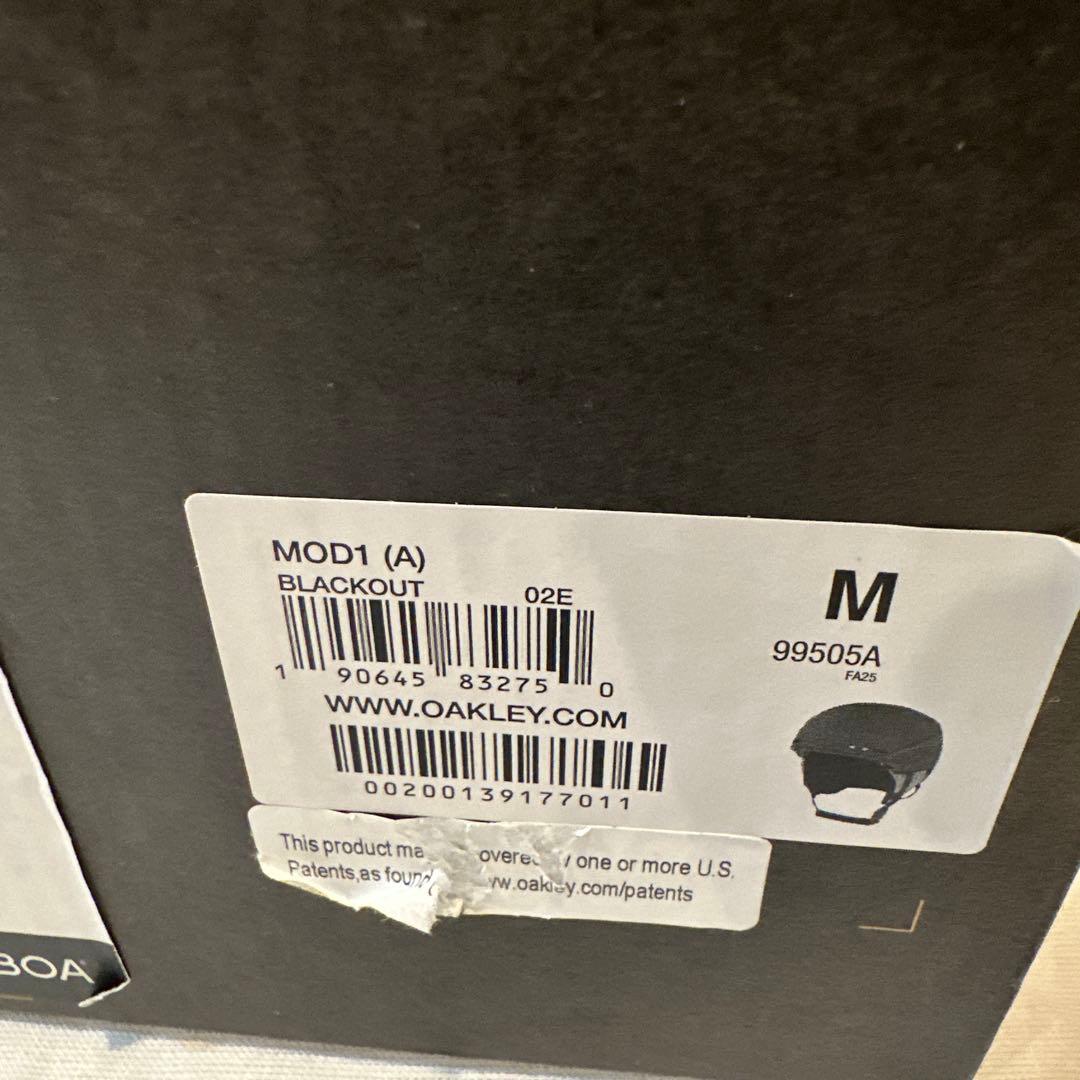 MOD1 (A)
BLACKOUT 02E
1 90645 83275 0
WWW.OAKLEY.COM
00200139177011
M
99505A
FA25
This product ma overe y one or more U.S.
Patents,as found w.oakley.com/patents
BOA